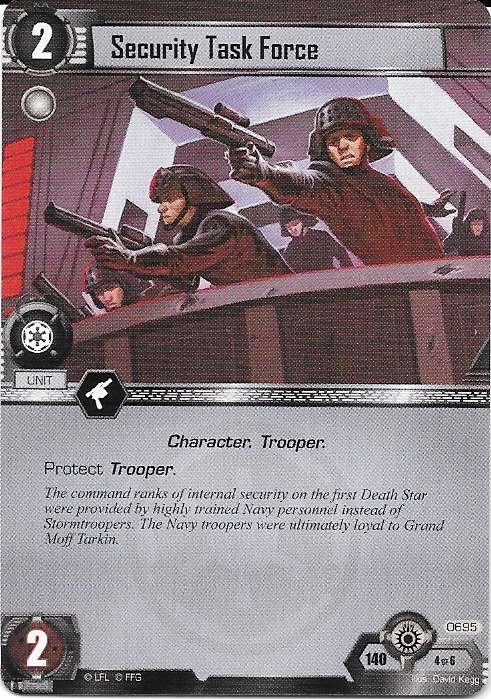 2
Security Task Force
UNIT
Character. Trooper.
Protect Trooper.
The command ranks of internal security on the first Death Star
were provided by highly trained Navy personnel instead of
Stormtroopers. The Navy troopers were ultimately loyal to Grand
Moff Tarkin.
2
0695
140
4 OF 6
© LFL © FFG
Illus. David Kegg